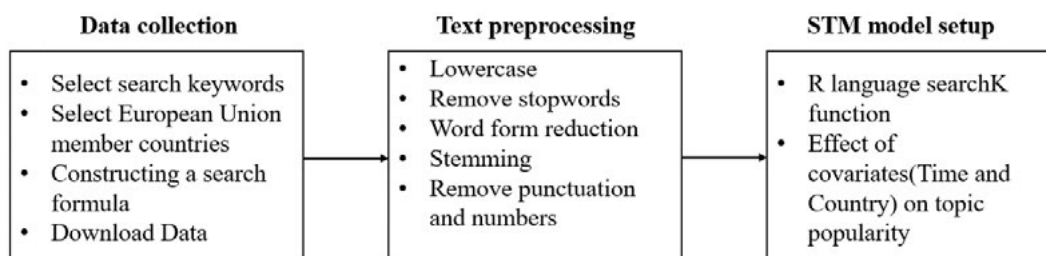 Data collection
• Select search keywords
• Select European Union
member countries
• Constructing a search
formula
• Download Data
Text preprocessing
• Lowercase
• Remove stopwords
• Word form reduction
• Stemming
• Remove punctuation
and numbers
STM model setup
• R language searchK
function
• Effect of
covariates(Time and
Country) on topic
popularity